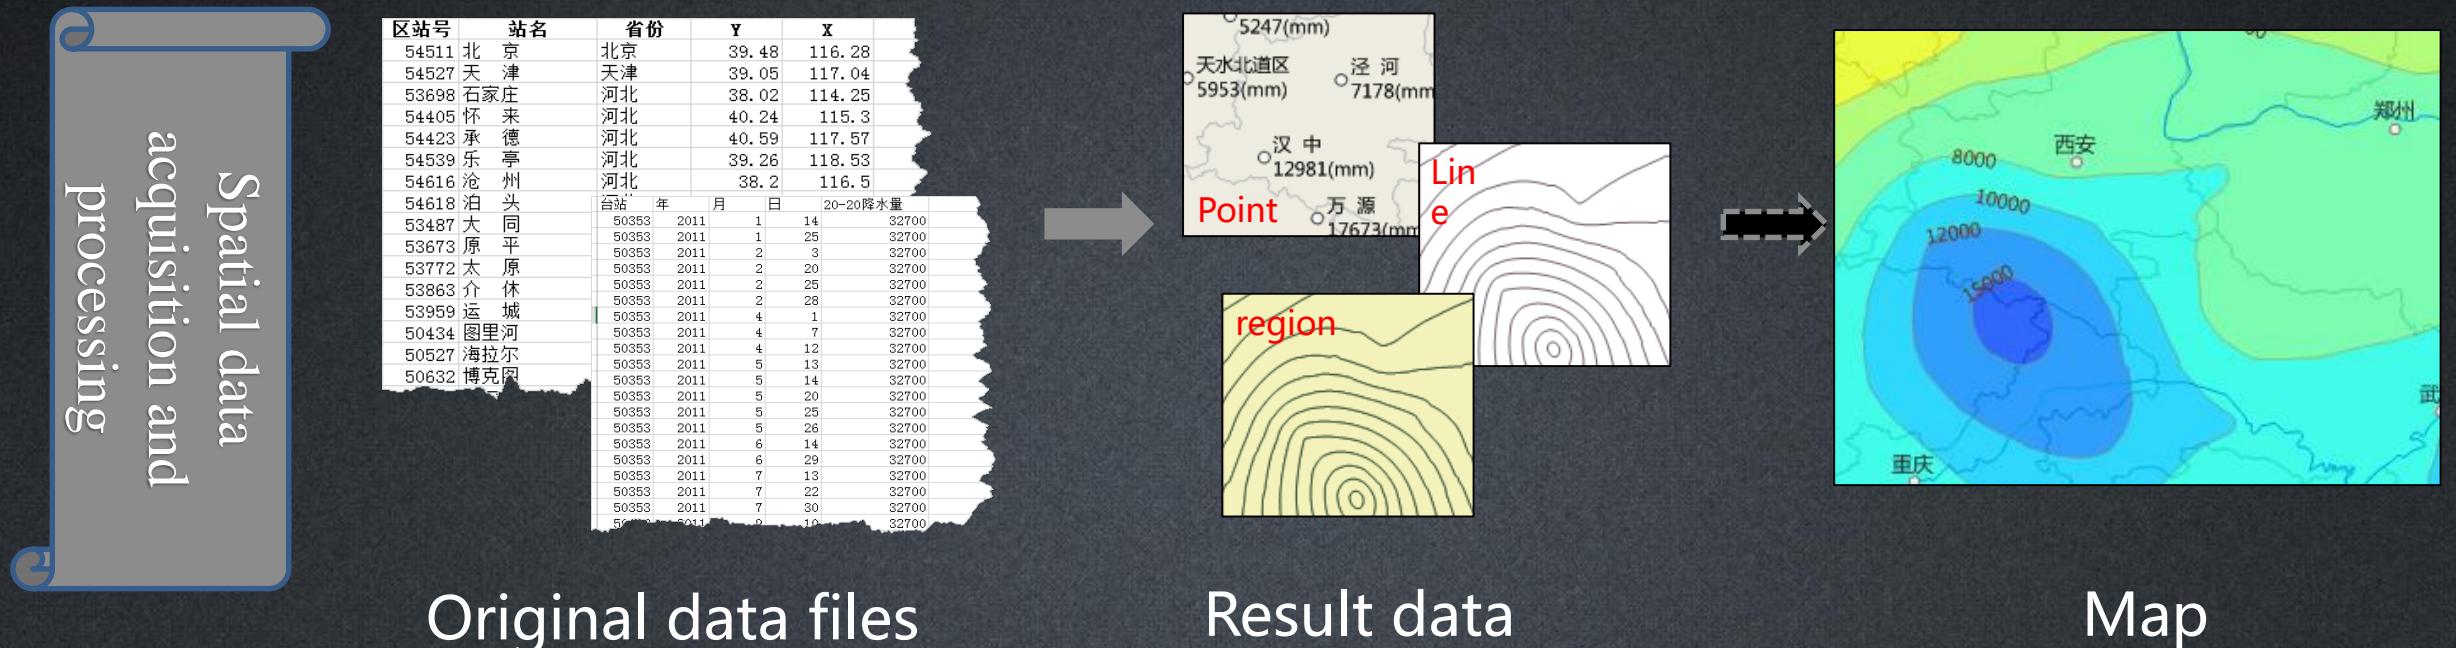 Spatial data
acquisition and
processing
区站号 站名 省份 Y X
54511 北 京 北京 39.48 116.28
54527 天 津 天津 39.05 117.04
53698 石家庄 河北 38.02 114.25
54405 怀 来 河北 40.24 115.3
54423 承 德 河北 40.59 117.57
54539 乐 亭 河北 39.26 118.53
54616 沧 州 河北 38.2 116.5
54618 泊 头
53487 大 同
53673 原 平
53772 太 原
53863 介 休
53959 运 城
50434 图里河
50527 海拉尔
50632 博克图
台站 年 月 日 20-20降水量
50353 2011 1 14 32700
50353 2011 1 25 32700
50353 2011 2 3 32700
50353 2011 2 20 32700
50353 2011 2 25 32700
50353 2011 2 28 32700
50353 2011 4 1 32700
50353 2011 4 7 32700
50353 2011 4 12 32700
50353 2011 5 13 32700
50353 2011 5 14 32700
50353 2011 5 20 32700
50353 2011 5 25 32700
50353 2011 5 26 32700
50353 2011 6 14 32700
50353 2011 6 29 32700
50353 2011 7 13 32700
50353 2011 7 22 32700
50353 2011 7 30 32700
32700
Original data files
5247(mm)
天水北道区
5953(mm)
泾 河
7178(mm
汉 中
12981(mm)
万 源
17673(mm
Point
Lin
e
region
Result data
郑州
西安
8000
10000
12000
15000
重庆
武
Map